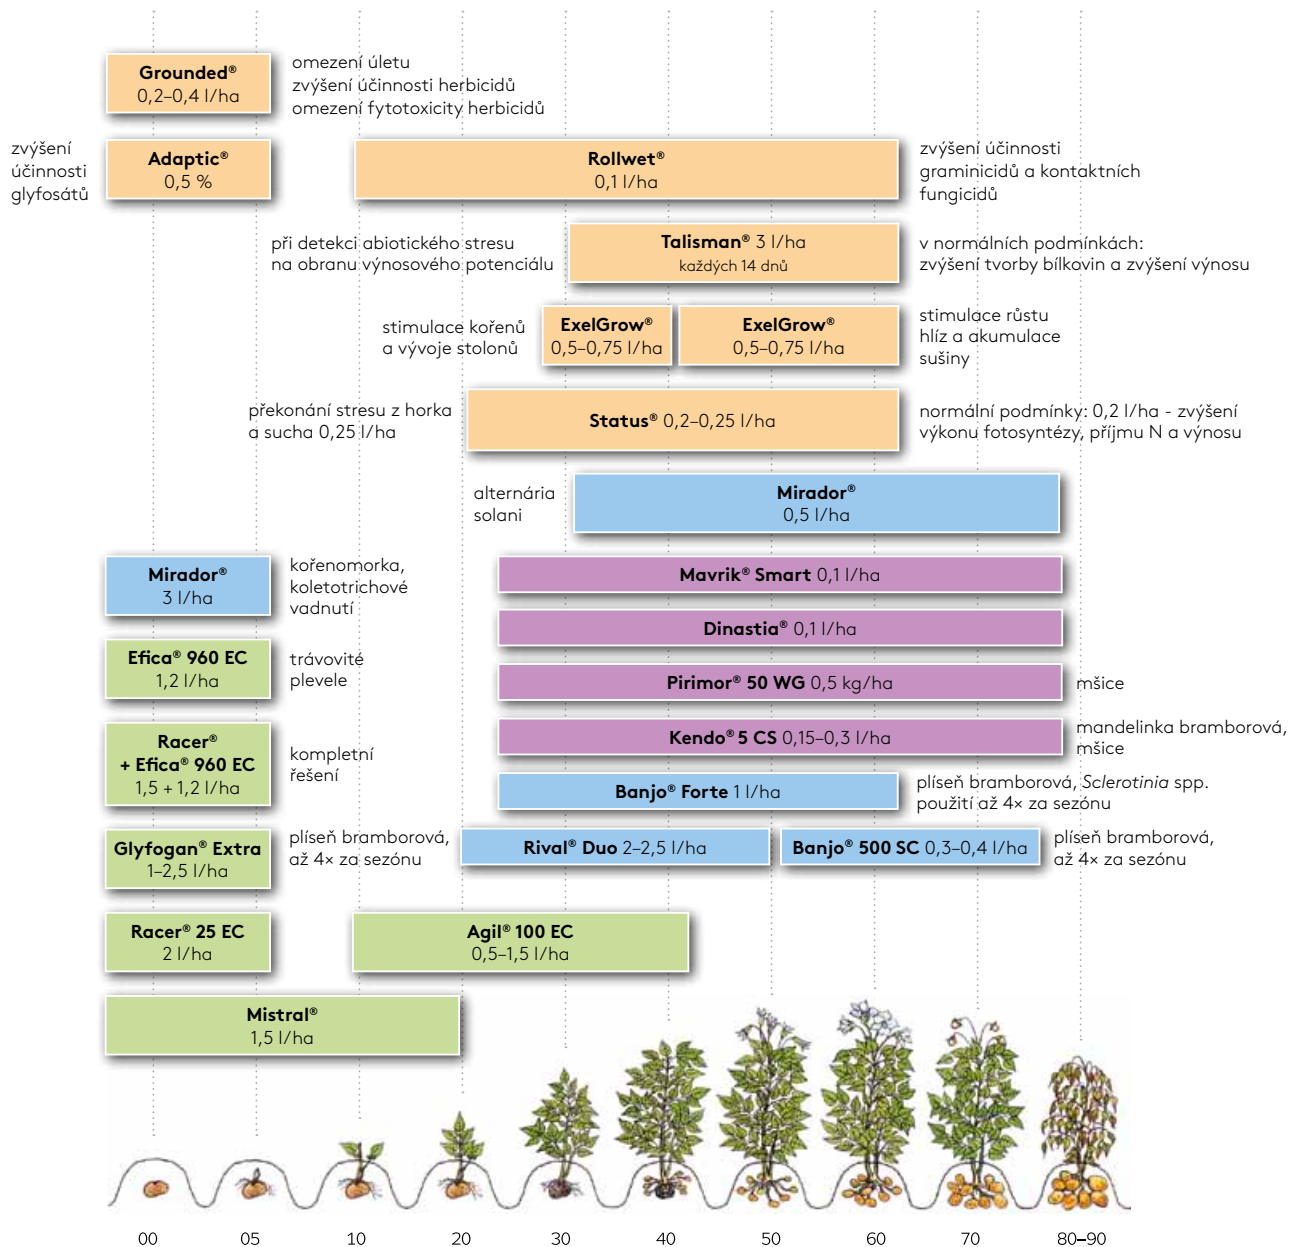 Grounded®
0,2–0,4 l/ha
omezení úletu
zvýšení účinnosti herbicidů
omezení fytotoxicity herbicidů
zvýšení
účinnosti
glyfosátů
Adaptic®
0,5 %
Rollwet®
0,1 l/ha
zvýšení účinnosti
graminicidů a kontaktních
fungicidů
při detekci abiotického stresu
na obranu výnosového potenciálu
Talisman® 3 l/ha
každých 14 dnů
v normálních podmínkách:
zvýšení tvorby bílkovin a zvýšení výnosu
stimulace kořenů
a vývoje stolonů
ExelGrow®
0,5–0,75 l/ha
ExelGrow®
0,5–0,75 l/ha
stimulace růstu
hlíz a akumulace
sušiny
překonání stresu z horka
a sucha 0,25 l/ha
Status® 0,2–0,25 l/ha
normální podmínky: 0,2 l/ha - zvýšení
výkonu fotosyntézy, příjmu N a výnosu
alternária
solani
Mirador®
0,5 l/ha
Mirador®
3 l/ha
kořenomorka,
koletotrichové
vadnutí
Mavrik® Smart 0,1 l/ha
Dinastia® 0,1 l/ha
Efica® 960 EC
1,2 l/ha
trávovité
plevele
Pirimor® 50 WG 0,5 kg/ha
mšice
Racer®
+ Efica® 960 EC
1,5 + 1,2 l/ha
kompletní
řešení
Kendo® 5 CS 0,15–0,3 l/ha
mandelinka bramborová,
mšice
Banjo® Forte 1 l/ha
plíseň bramborová, Sclerotinia spp.
použití až 4× za sezónu
Glyfogan® Extra
1–2,5 l/ha
plíseň bramborová,
až 4× za sezónu
Rival® Duo 2–2,5 l/ha
Banjo® 500 SC 0,3–0,4 l/ha
plíseň bramborová,
až 4× za sezónu
Racer® 25 EC
2 l/ha
Agil® 100 EC
0,5–1,5 l/ha
Mistral®
1,5 l/ha
00 05 10 20 30 40 50 60 70 80–90